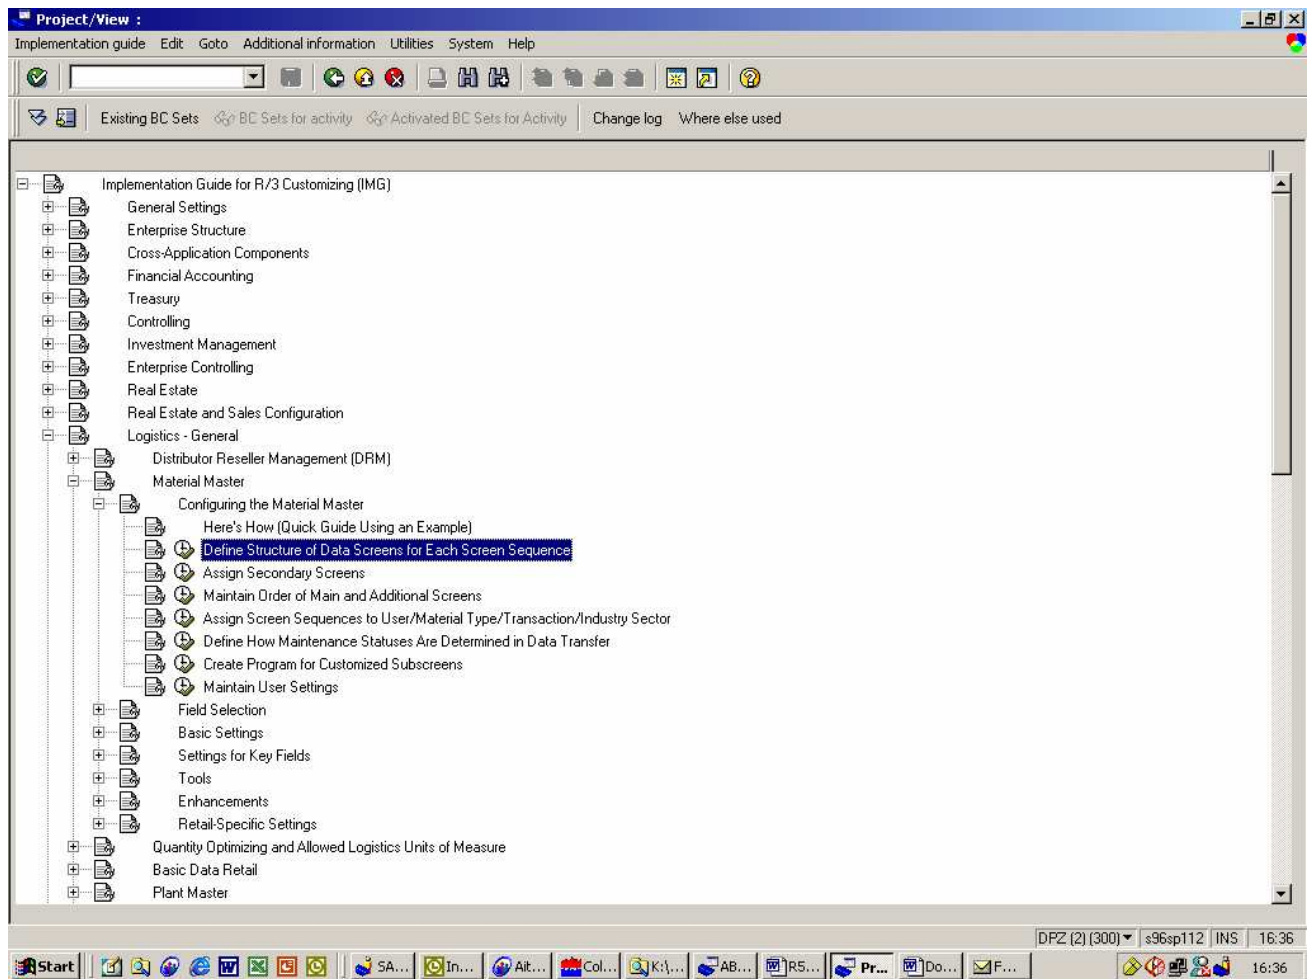 Project/View :
Implementation guide Edit Goto Additional information Utilities System Help
Existing BC Sets BC Sets for activity Activated BC Sets for Activity Change log Where else used
Implementation Guide for R/3 Customizing (IMG)
General Settings
Enterprise Structure
Cross-Application Components
Financial Accounting
Treasury
Controlling
Investment Management
Enterprise Controlling
Real Estate
Real Estate and Sales Configuration
Logistics - General
Distributor Reseller Management (DRM)
Material Master
Configuring the Material Master
Here's How (Quick Guide Using an Example)
Define Structure of Data Screens for Each Screen Sequence
Assign Secondary Screens
Maintain Order of Main and Additional Screens
Assign Screen Sequences to User/Material Type/Transaction/Industry Sector
Define How Maintenance Statuses Are Determined in Data Transfer
Create Program for Customized Subscreens
Maintain User Settings
Field Selection
Basic Settings
Settings for Key Fields
Tools
Enhancements
Retail-Specific Settings
Quantity Optimizing and Allowed Logistics Units of Measure
Basic Data Retail
Plant Master
DPZ (2) (300) s96sp112 INS 16:36
Start SA... In... Ait... Col... K:\... AB... R5... Pr... Do... F... 16:36